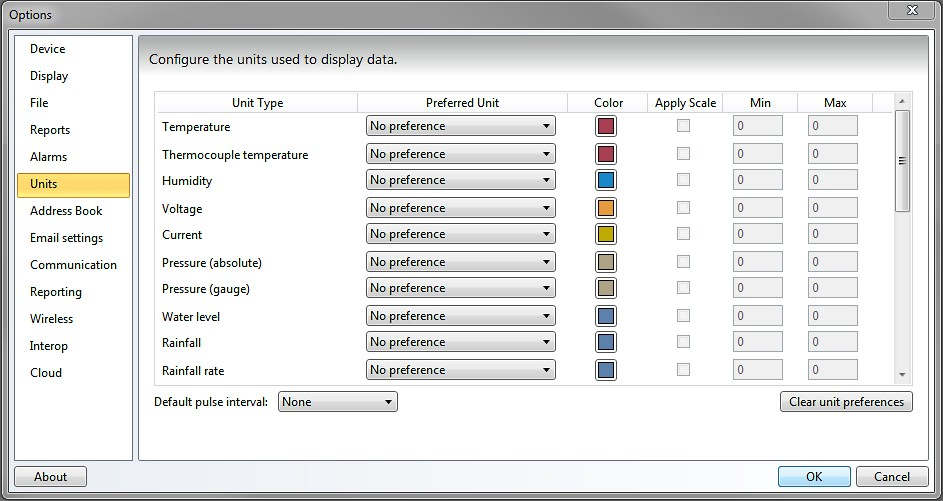 Options
Device
Display
File
Reports
Alarms
Units
Address Book
Email settings
Communication
Reporting
Wireless
Interop
Cloud
Configure the units used to display data.
Unit Type Preferred Unit Color Apply Scale Min Max
Temperature No preference 0 0
Thermocouple temperature No preference 0 0
Humidity No preference 0 0
Voltage No preference 0 0
Current No preference 0 0
Pressure (absolute) No preference 0 0
Pressure (gauge) No preference 0 0
Water level No preference 0 0
Rainfall No preference 0 0
Rainfall rate No preference 0 0
Default pulse interval: None Clear unit preferences
About OK Cancel